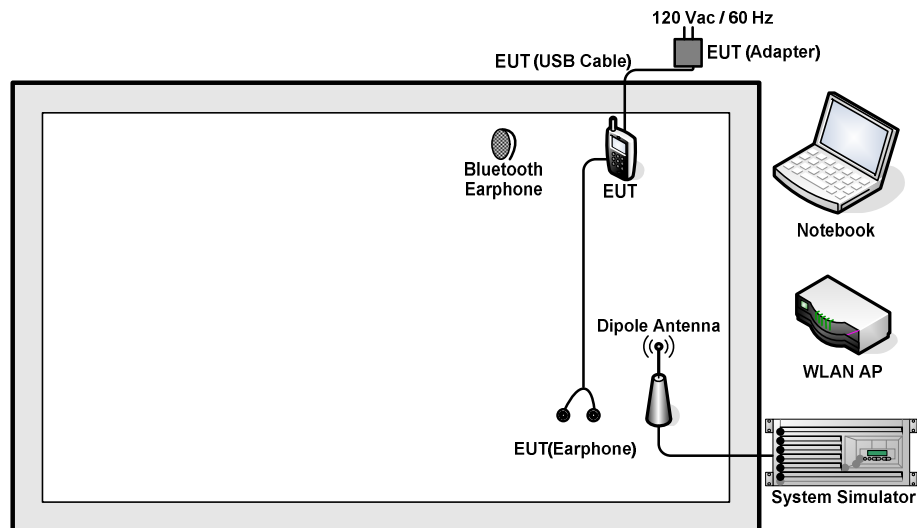 120 Vac / 60 Hz
EUT (Adapter)
EUT (USB Cable)
Bluetooth
Earphone
EUT
Notebook
Dipole Antenna
WLAN AP
EUT(Earphone)
System Simulator